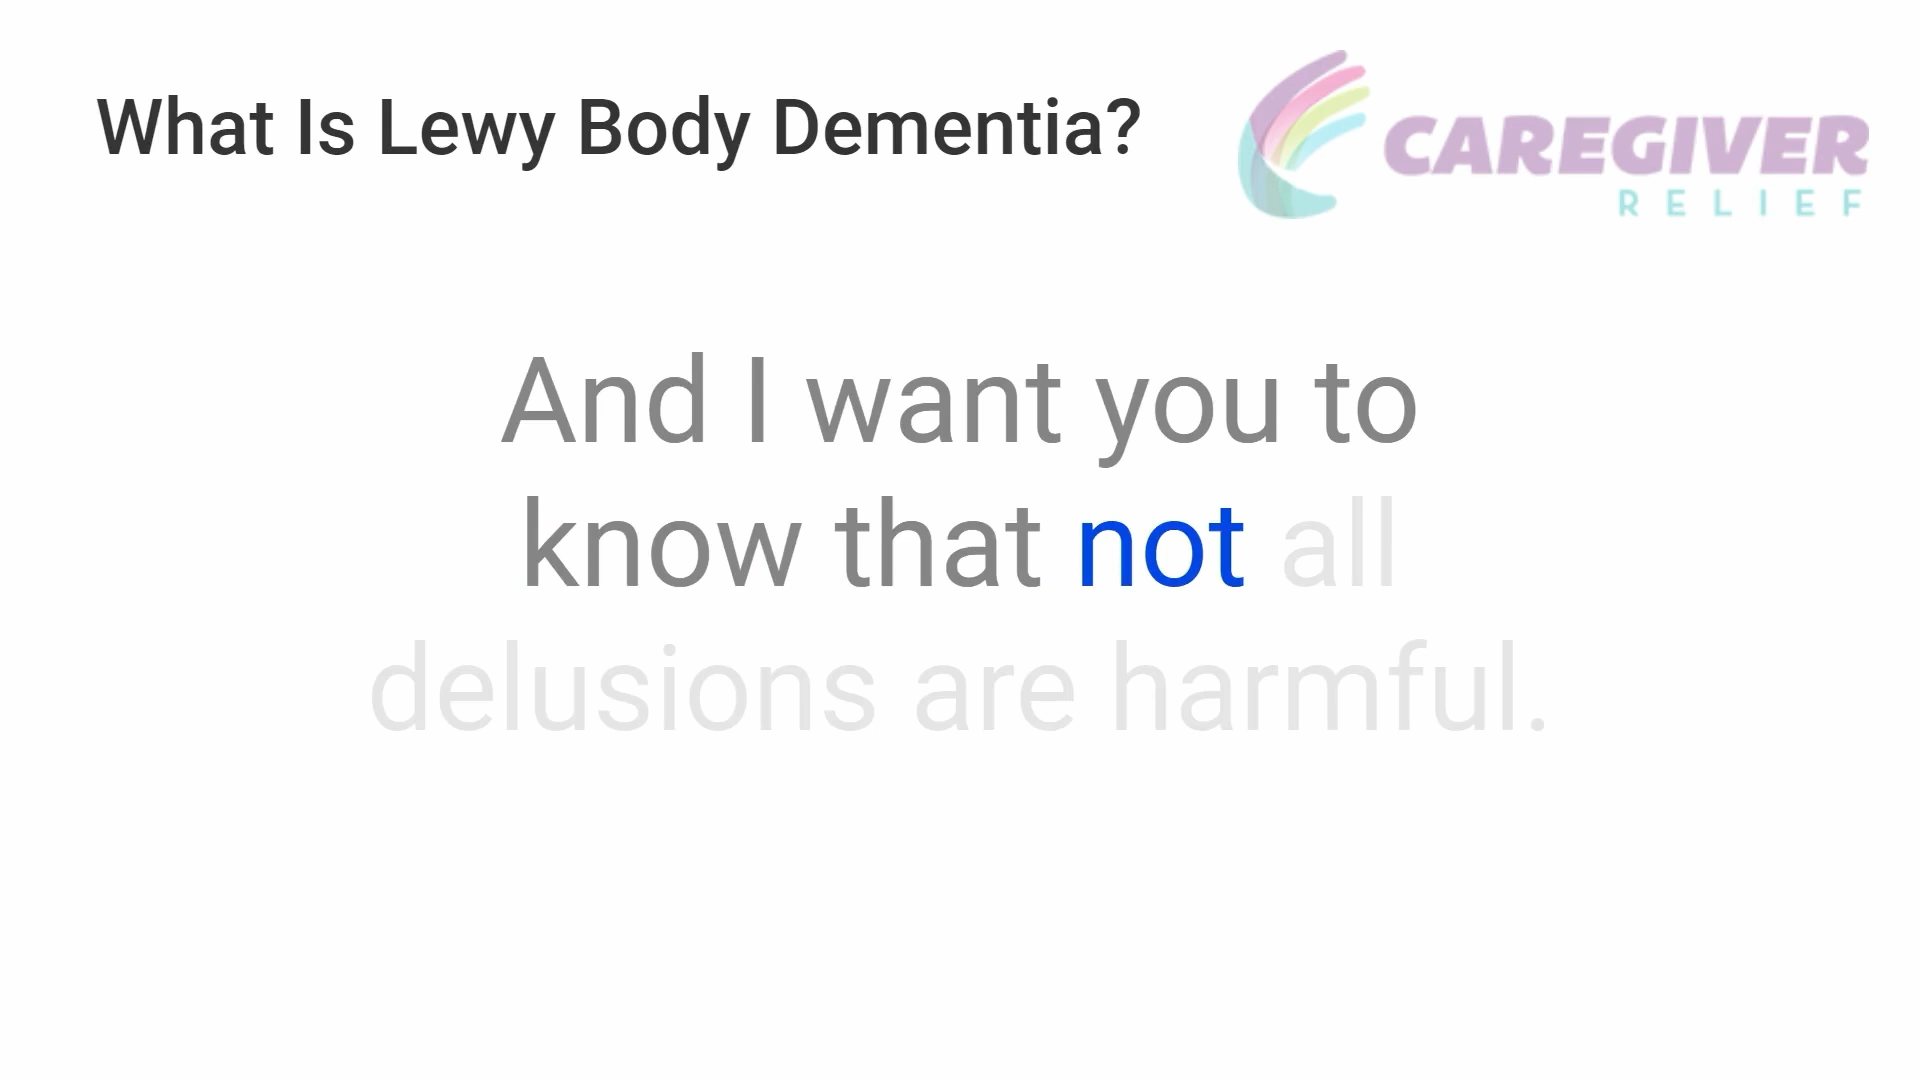 What Is Lewy Body Dementia?
CAREGIVER
RELIEF
And I want you to
know that not all
delusions are harmful.